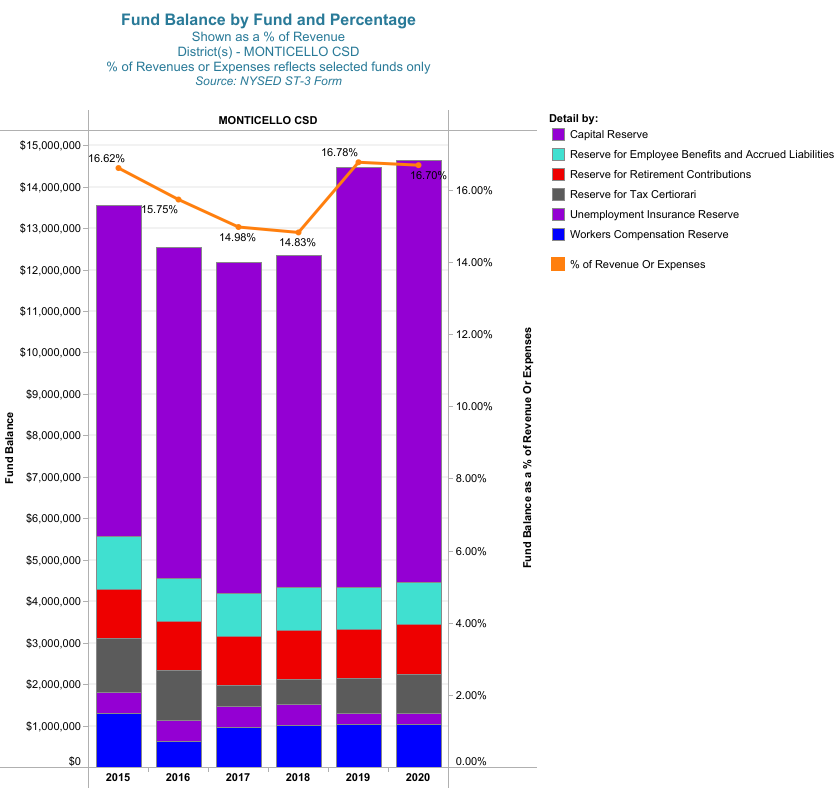 Fund Balance by Fund and Percentage
Shown as a % of Revenue
District(s) - MONTICELLO CSD
% of Revenues or Expenses reflects selected funds only
Source: NYSED ST-3 Form
MONTICELLO CSD
Detail by:
Capital Reserve
Reserve for Employee Benefits and Accrued Liabilities
Reserve for Retirement Contributions
Reserve for Tax Certiorari
Unemployment Insurance Reserve
Workers Compensation Reserve
% of Revenue Or Expenses
Fund Balance
$15,000,000
$14,000,000
$13,000,000
$12,000,000
$11,000,000
$10,000,000
$9,000,000
$8,000,000
$7,000,000
$6,000,000
$5,000,000
$4,000,000
$3,000,000
$2,000,000
$1,000,000
$0
16.62%
15.75%
14.98%
14.83%
16.78%
16.70%
16.00%
14.00%
12.00%
10.00%
8.00%
6.00%
4.00%
2.00%
0.00%
Fund Balance as a % of Revenue Or Expenses
2015 2016 2017 2018 2019 2020